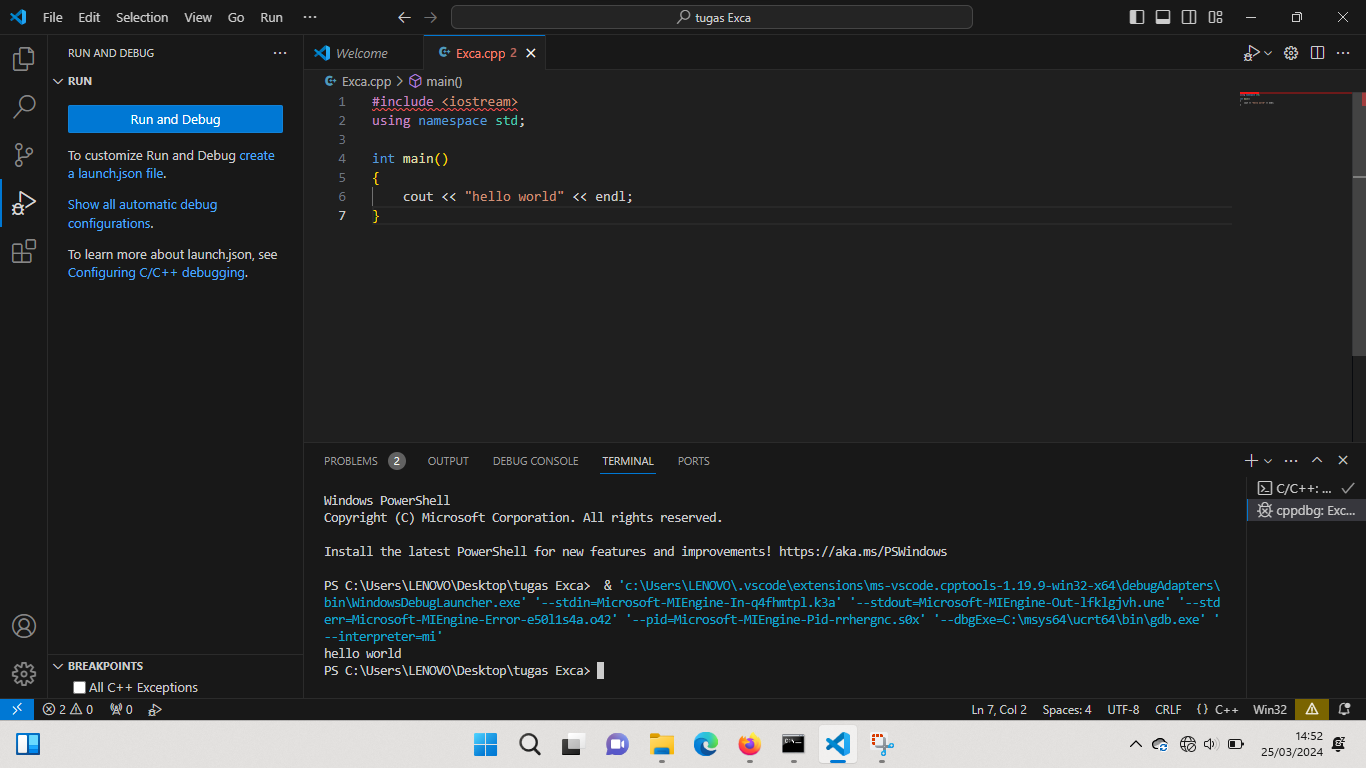 File Edit Selection View Go Run ··· tugas Exca
RUN AND DEBUG ···
RUN
Run and Debug
To customize Run and Debug create
a launch.json file.
Show all automatic debug
configurations.
To learn more about launch.json, see
Configuring C/C++ debugging.
BREAKPOINTS
All C++ Exceptions
Welcome Exca.cpp 2
Exca.cpp > main()
1 #include <iostream>
2 using namespace std;
3
4 int main()
5 {
6 cout << "hello world" << endl;
7 }
PROBLEMS 2 OUTPUT DEBUG CONSOLE TERMINAL PORTS
Windows PowerShell
Copyright (C) Microsoft Corporation. All rights reserved.
Install the latest PowerShell for new features and improvements! https://aka.ms/PSWindows
PS C:\Users\LENOVO\Desktop\tugas Exca>  & 'c:\Users\LENOVO\.vscode\extensions\ms-vscode.cpptools-1.19.9-win32-x64\debugAdapters\
bin\WindowsDebugLauncher.exe' '--stdin=Microsoft-MIEngine-In-q4fhmtpl.k3a' '--stdout=Microsoft-MIEngine-Out-lfklgjvh.une' '--std
err=Microsoft-MIEngine-Error-e50l1s4a.o42' '--pid=Microsoft-MIEngine-Pid-rrhergnc.s0x' '--dbgExe=C:\msys64\ucrt64\bin\gdb.exe' '
--interpreter=mi'
hello world
PS C:\Users\LENOVO\Desktop\tugas Exca>
C/C++: ...
cppdbg: Exc...
2 0 0 Ln 7, Col 2 Spaces: 4 UTF-8 CRLF {} C++ Win32
14:52
25/03/2024